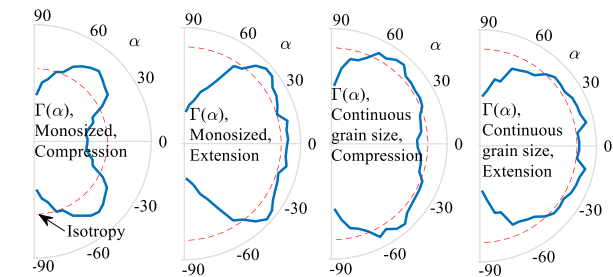 90
60
α
30
Γ(α),
Monosized,
Compression
0
-30
Isotropy
-60
-90
90
60
α
30
Γ(α),
Monosized,
Extension
0
-30
-60
-90
90
60
α
30
Γ(α),
Continuous
grain size,
Compression
0
-30
-60
-90
90
60
α
30
Γ(α),
Continuous
grain size,
Extension
0
-30
-60
-90